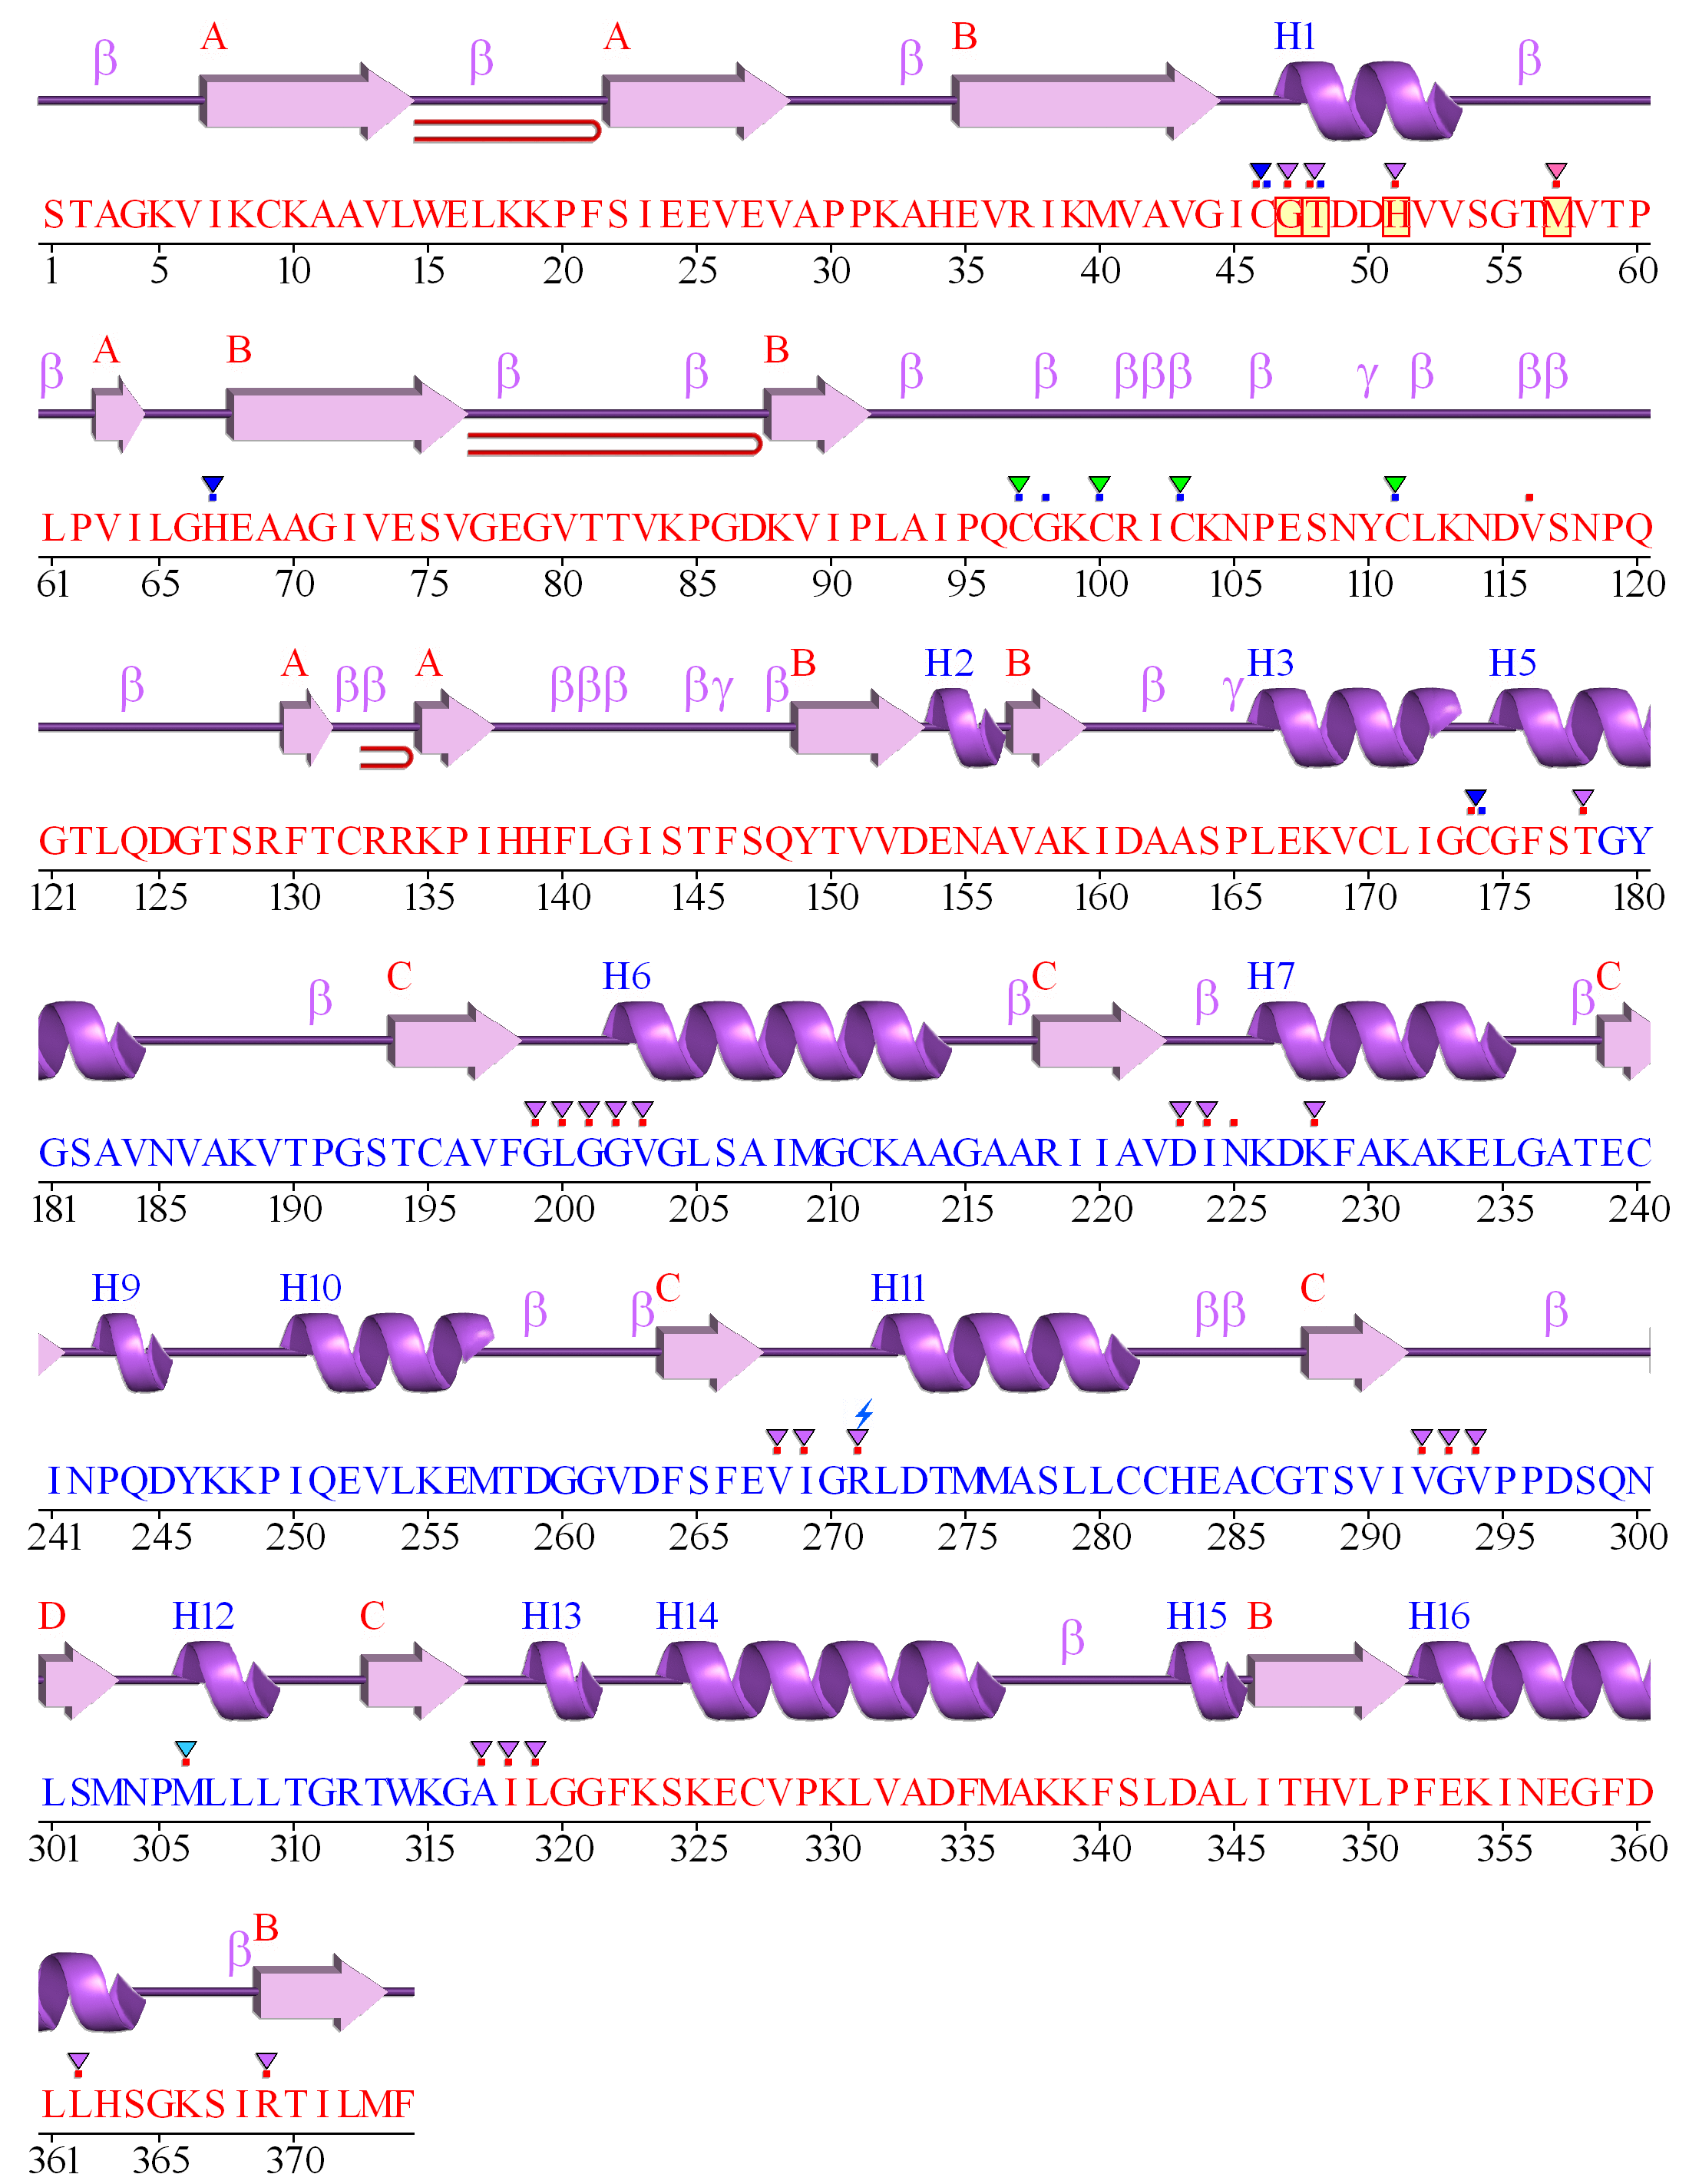 A A B H1
β β β β
STAGKVIKCKAAVLWELKKPFSIEEVEVAPPKAHEVRIKMVAVGICGTDDHVVSGTMVTP
1 5 10 15 20 25 30 35 40 45 50 55 60
A B B
β β β β β βββ β γ β ββ
LPVILGHEAAGIVESVGEGVTTVKPGDKVIPLAIPQCGKCRICKNPESNYCLKNDVSNPQ
61 65 70 75 80 85 90 95 100 105 110 115 120
A A B H2 B H3 H5
β ββ βββ βγ β β γ
GTLQDGTSRFTCRRKPIHHFLGISTFSQYTVVDENAVAKIDAASPLEKVCLIGCGFSTGY
121 125 130 135 140 145 150 155 160 165 170 175 180
C H6 C H7 C
β β β β
GSAVNVAKVTPGSTCAVFGLGGVGLSAIMGCKAAGAARIIAVDINKDKFAKAKELGATEC
181 185 190 195 200 205 210 215 220 225 230 235 240
H9 H10 C H11 C
β β ββ β
INPQDYKKPIQEVLKEMTDGGVDFSFEVIGRLDTMMASLLCCHEACGTSVIVGVPPDSQN
241 245 250 255 260 265 270 275 280 285 290 295 300
D H12 C H13 H14 H15 B H16
β
LSMNPMLLLTGRTWKGAILGGFKSKECVPKLVADFMAKKFSLDALITHVLPFEKINEGFD
301 305 310 315 320 325 330 335 340 345 350 355 360
B
β
LLHSGKSIRTILMF
361 365 370